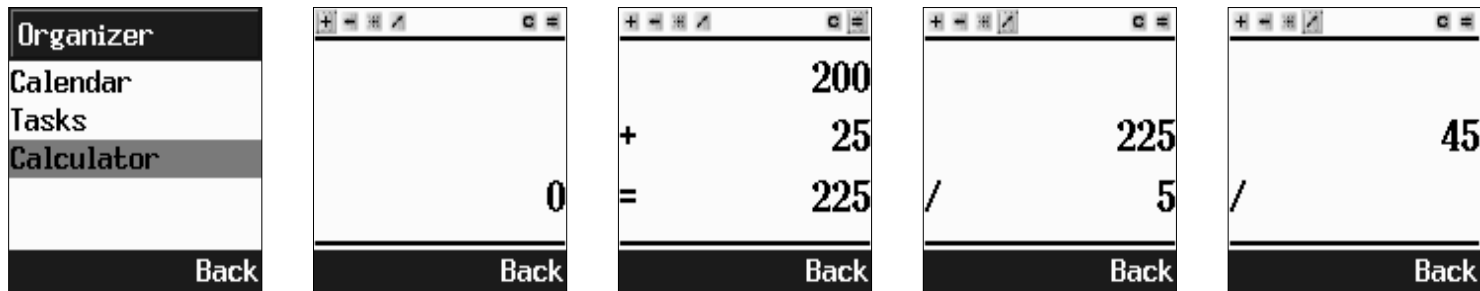 Organizer
Calendar
Tasks
Calculator
Back
+ - * / C =
0
Back
+ - * / C =
200
+ 25
= 225
Back
+ - * / C =
225
/ 5
Back
+ - * / C =
45
/
Back